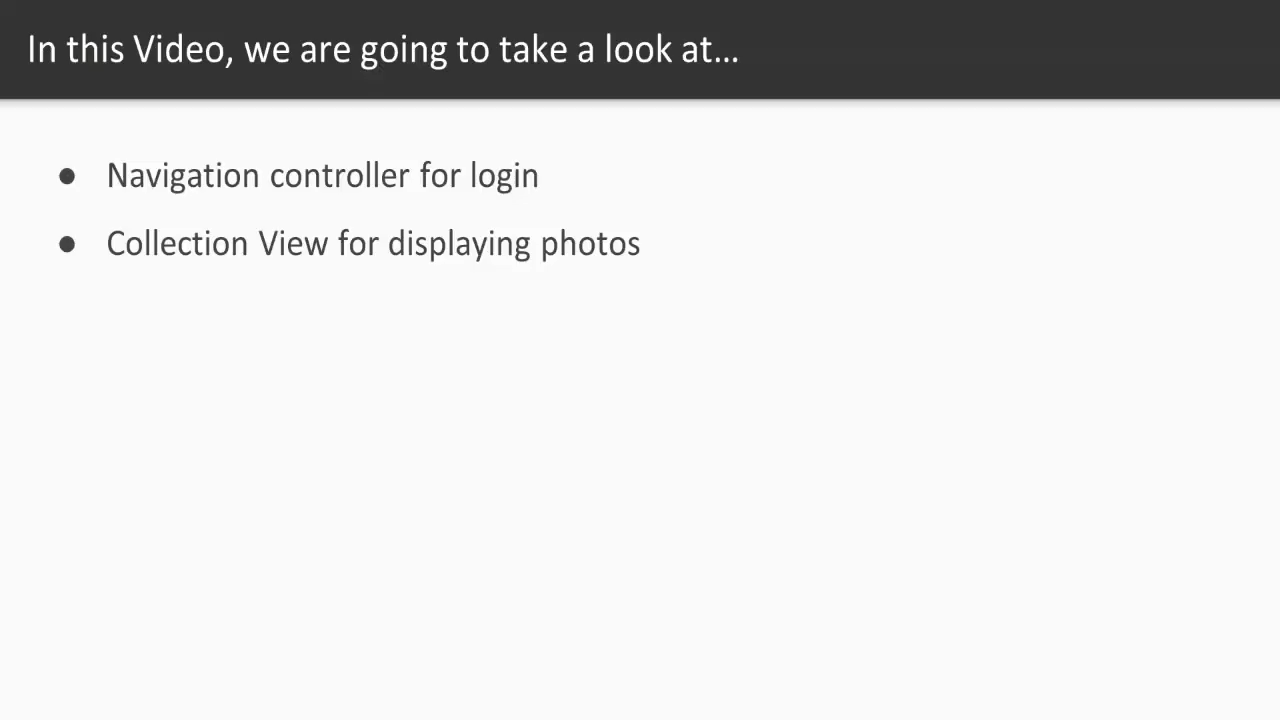 In this Video, we are going to take a look at…
● Navigation controller for login
● Collection View for displaying photos